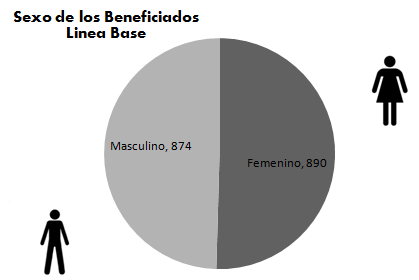 Sexo de los Beneficiados
Linea Base
Masculino, 874
Femenino, 890